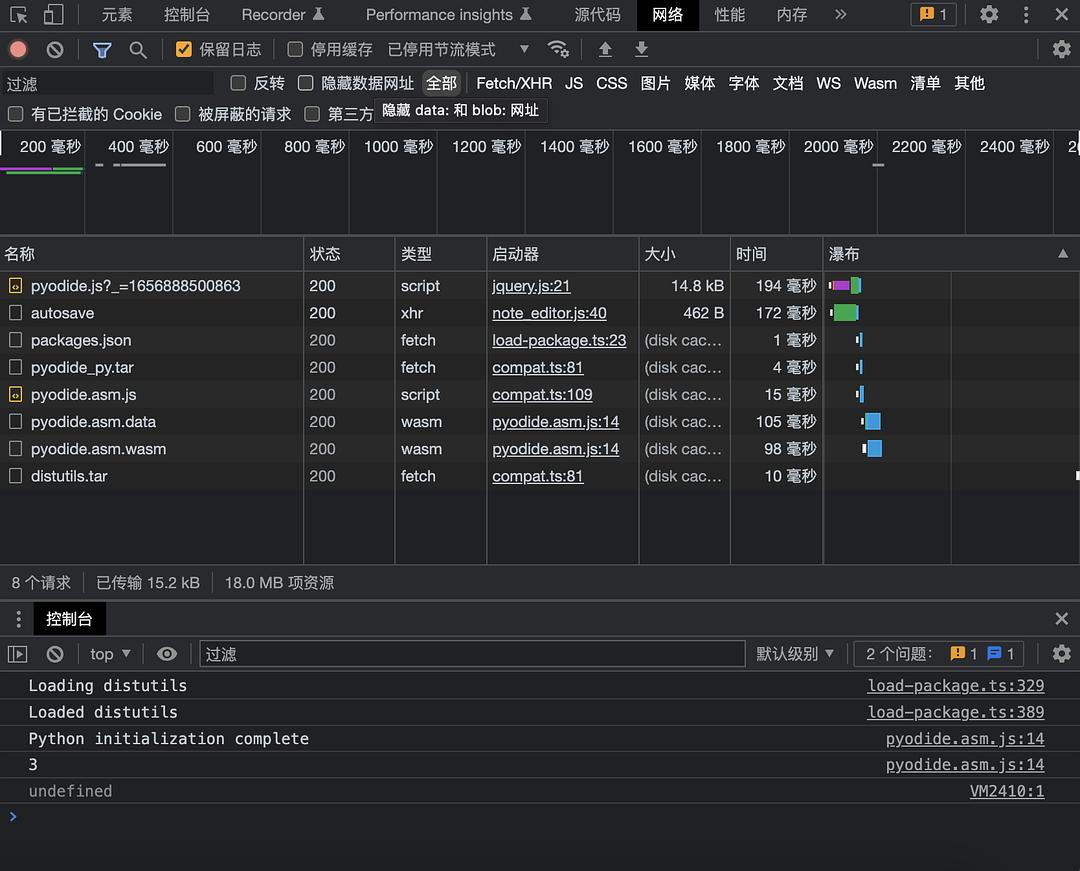 元素 控制台 Recorder Performance insights 源代码 网络 性能 内存 » 1
保留日志 停用缓存 已停用节流模式
过滤 反转 隐藏数据网址 全部 Fetch/XHR JS CSS 图片 媒体 字体 文档 WS Wasm 清单 其他
有已拦截的 Cookie 被屏蔽的请求 第三方 隐藏 data: 和 blob: 网址
200 毫秒 400 毫秒 600 毫秒 800 毫秒 1000 毫秒 1200 毫秒 1400 毫秒 1600 毫秒 1800 毫秒 2000 毫秒 2200 毫秒 2400 毫秒
名称 状态 类型 启动器 大小 时间 瀑布
pyodide.js?_=1656888500863 200 script jquery.js:21 14.8 kB 194 毫秒
autosave 200 xhr note_editor.js:40 462 B 172 毫秒
packages.json 200 fetch load-package.ts:23 (disk cac… 1 毫秒
pyodide_py.tar 200 fetch compat.ts:81 (disk cac… 4 毫秒
pyodide.asm.js 200 script compat.ts:109 (disk cac… 15 毫秒
pyodide.asm.data 200 wasm pyodide.asm.js:14 (disk cac… 105 毫秒
pyodide.asm.wasm 200 wasm pyodide.asm.js:14 (disk cac… 98 毫秒
distutils.tar 200 fetch compat.ts:81 (disk cac… 10 毫秒
8 个请求 已传输 15.2 kB 18.0 MB 项资源
控制台
top 过滤 默认级别 2 个问题: 1 1
Loading distutils load-package.ts:329
Loaded distutils load-package.ts:389
Python initialization complete pyodide.asm.js:14
3 pyodide.asm.js:14
undefined VM2410:1